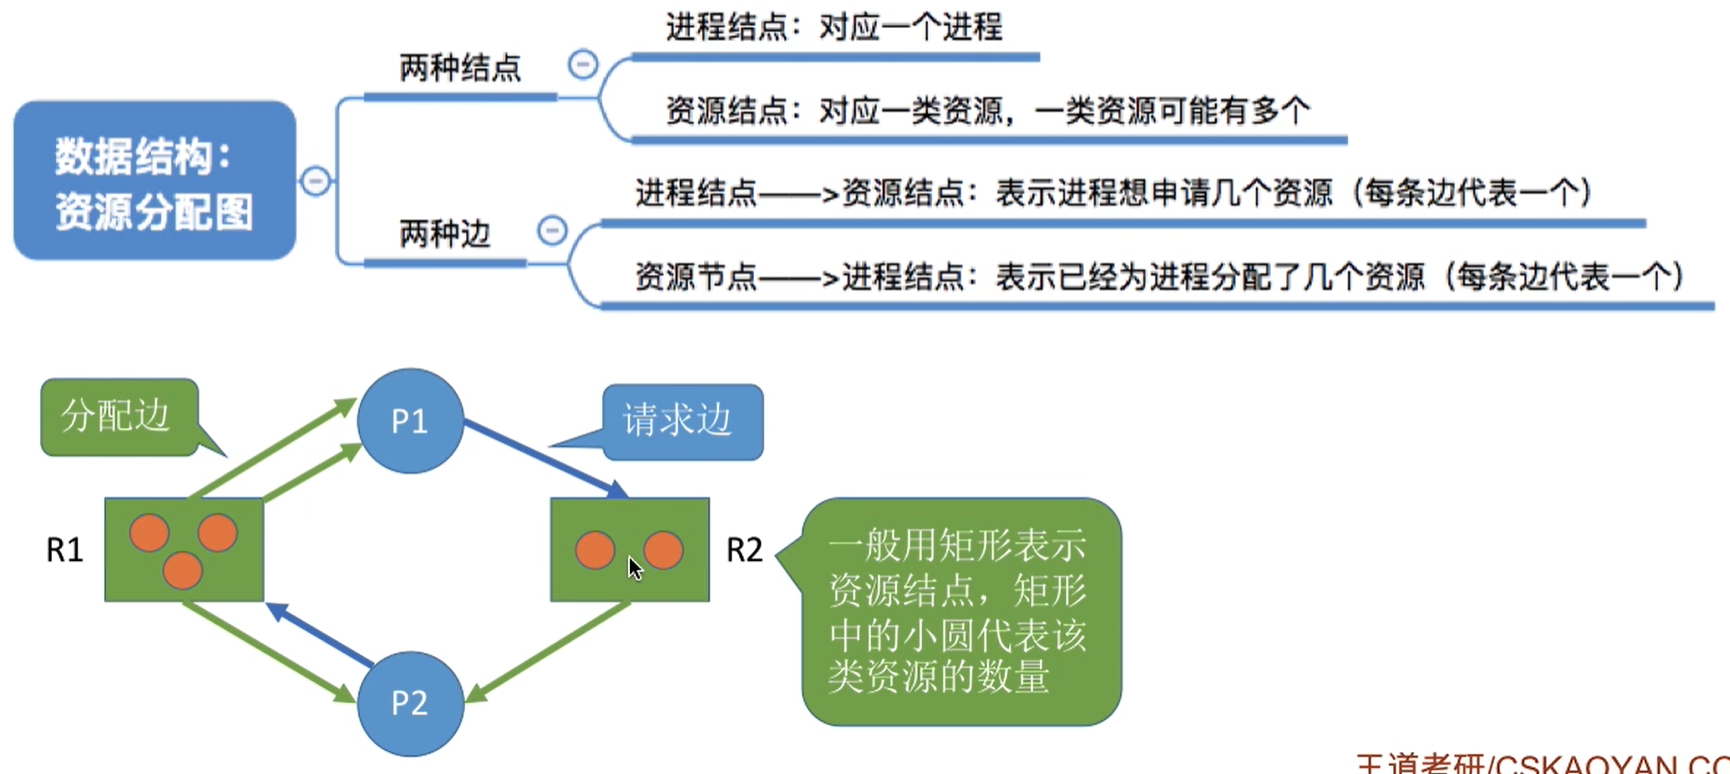 进程结点：对应一个进程
两种结点
资源结点：对应一类资源，一类资源可能有多个
数据结构：
资源分配图
进程结点——>资源结点：表示进程想申请几个资源（每条边代表一个）
两种边
资源节点——>进程结点：表示已经为进程分配了几个资源（每条边代表一个）
分配边
P1
请求边
R1
R2
一般用矩形表示
资源结点，矩形
中的小圆代表该
类资源的数量
P2
王道考研/CSKAOYAN.CO